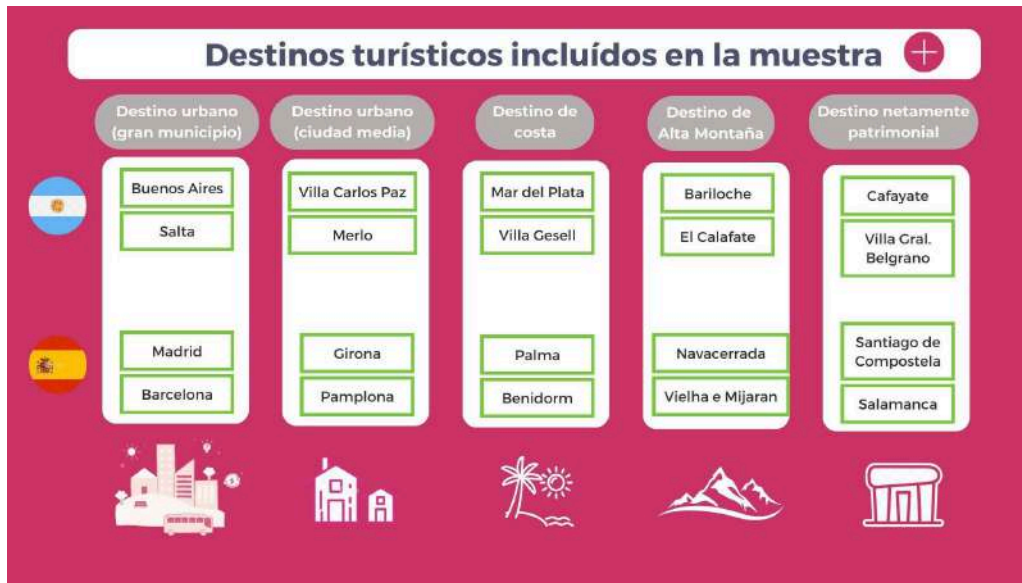 Destinos turísticos incluídos en la muestra
Destino urbano
(gran municipio)
Destino urbano
(ciudad media)
Destino de
costa
Destino de
Alta Montaña
Destino netamente
patrimonial
Buenos Aires
Villa Carlos Paz
Mar del Plata
Bariloche
Cafayate
Salta
Merlo
Villa Gesell
El Calafate
Villa Gral.
Belgrano
Madrid
Girona
Palma
Navacerrada
Santiago de
Compostela
Barcelona
Pamplona
Benidorm
Vielha e Mijaran
Salamanca